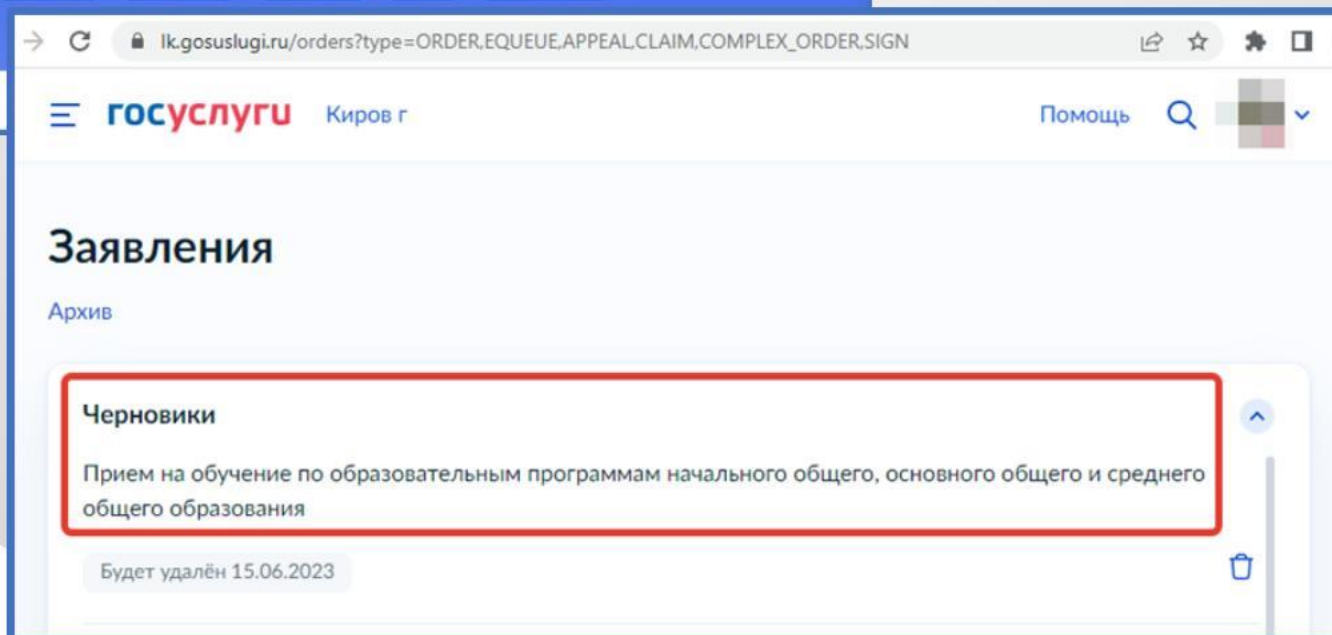 lk.gosuslugi.ru/orders?type=ORDER,EQUEUE,APPEAL,CLAIM,COMPLEX_ORDER,SIGN
госуслуги Киров г Помощь
Заявления
Архив
Черновики
Прием на обучение по образовательным программам начального общего, основного общего и среднего
общего образования
Будет удалён 15.06.2023